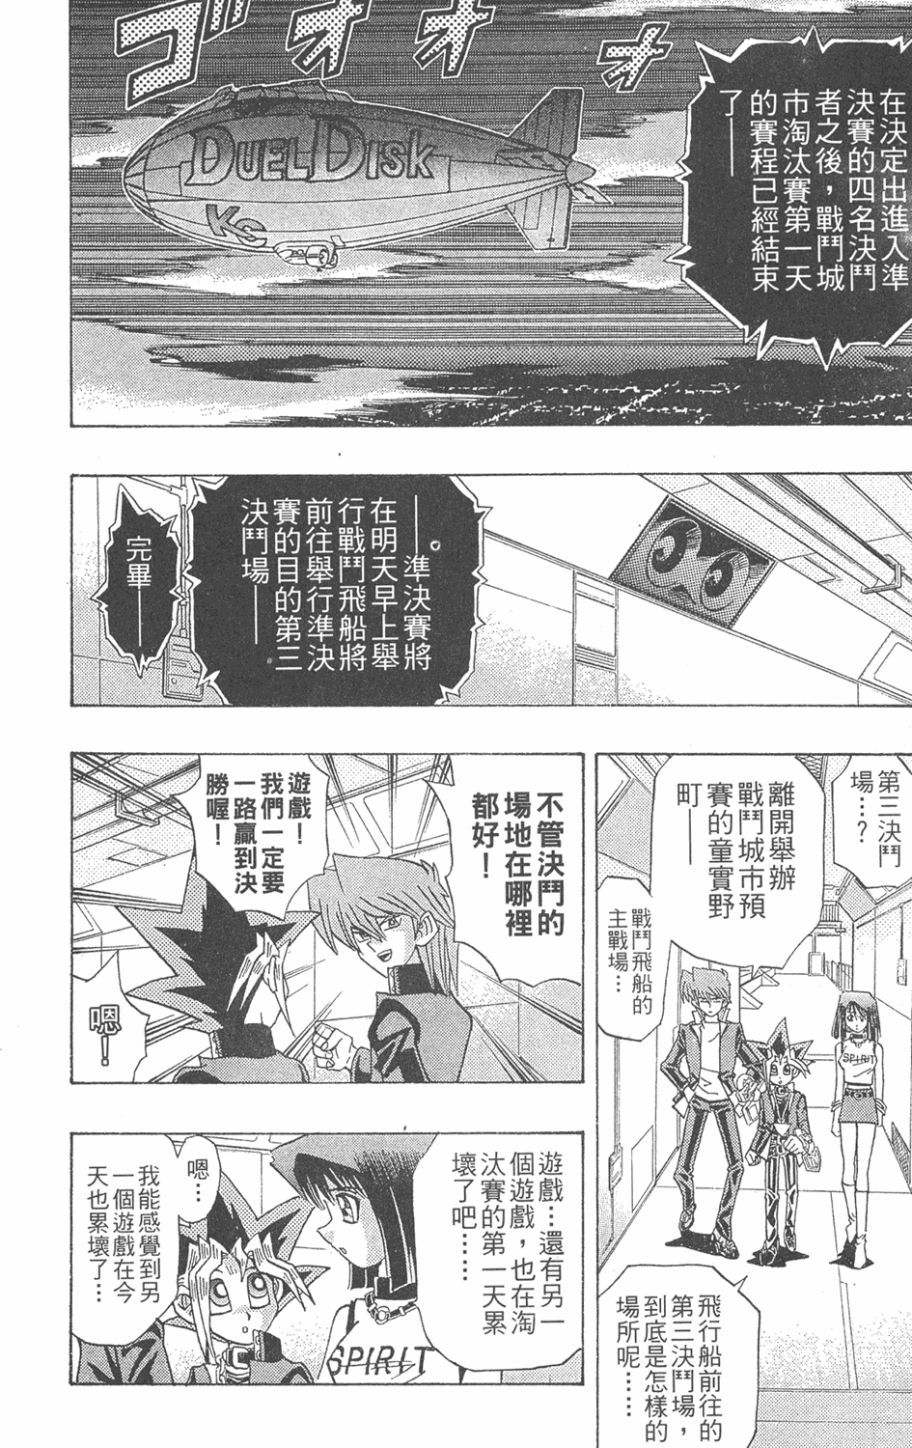 ゴオオオ
DUELDISK
KC
在決定出進入準
決賽的四名決鬥
者之後，戰鬥城
市淘汰賽第一天
的賽程已經結束
了——
——準決賽將
在明天早上舉
行戰鬥飛船將
前往舉行準決
賽的目的第三
決鬥場——
完畢——
第三決鬥
場…?
離開舉辦
戰鬥城市預
賽的童實野
町—
戰鬥飛船的
主戰場…
SPIRIT
飛行船前往的
第三決鬥場，
到底是怎樣的
場所呢……
不管決鬥的
場地在哪裡
都好！
遊戲！
我們一定要
一路贏到決
勝喔！
嗯！
遊戲…還有另一
個遊戲，也在淘
汰賽的第一天累
壞了吧……
SPIRIT
嗯…
我能感覺到另
一個遊戲在今
天也累壞了…